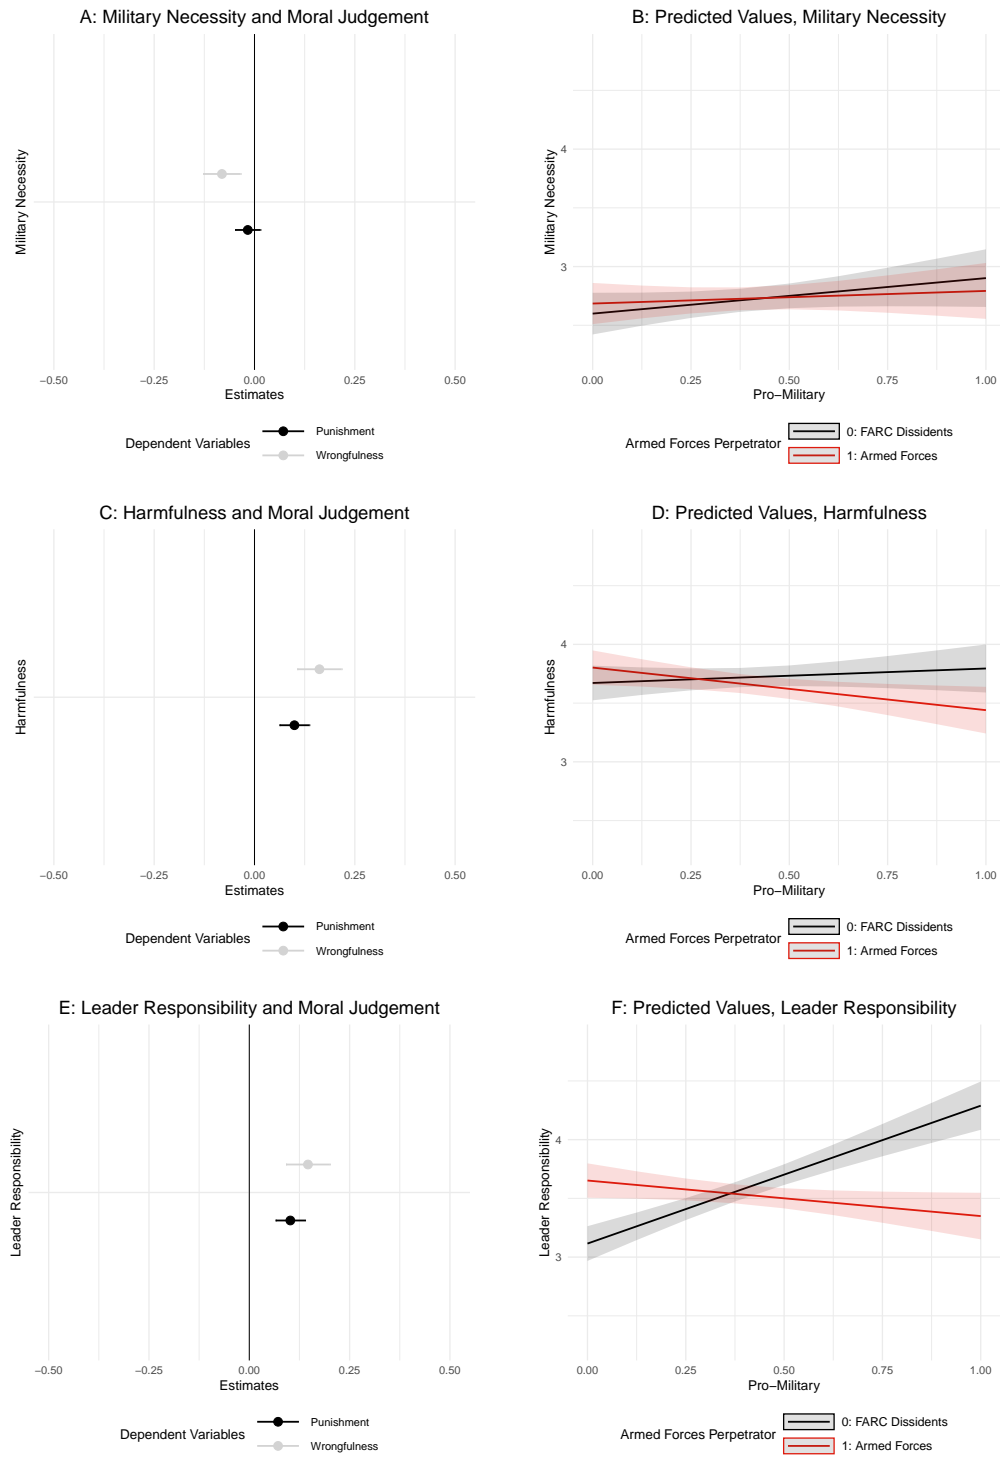 A: Military Necessity and Moral Judgement
Military Necessity
−0.50 −0.25 0.00 0.25 0.50
Estimates
Dependent Variables
Punishment
Wrongfulness
B: Predicted Values, Military Necessity
Military Necessity
4
3
0.00 0.25 0.50 0.75 1.00
Pro−Military
Armed Forces Perpetrator
0: FARC Dissidents
1: Armed Forces
C: Harmfulness and Moral Judgement
Harmfulness
−0.50 −0.25 0.00 0.25 0.50
Estimates
Dependent Variables
Punishment
Wrongfulness
D: Predicted Values, Harmfulness
Harmfulness
4
3
0.00 0.25 0.50 0.75 1.00
Pro−Military
Armed Forces Perpetrator
0: FARC Dissidents
1: Armed Forces
E: Leader Responsibility and Moral Judgement
Leader Responsibility
−0.50 −0.25 0.00 0.25 0.50
Estimates
Dependent Variables
Punishment
Wrongfulness
F: Predicted Values, Leader Responsibility
Leader Responsibility
4
3
0.00 0.25 0.50 0.75 1.00
Pro−Military
Armed Forces Perpetrator
0: FARC Dissidents
1: Armed Forces